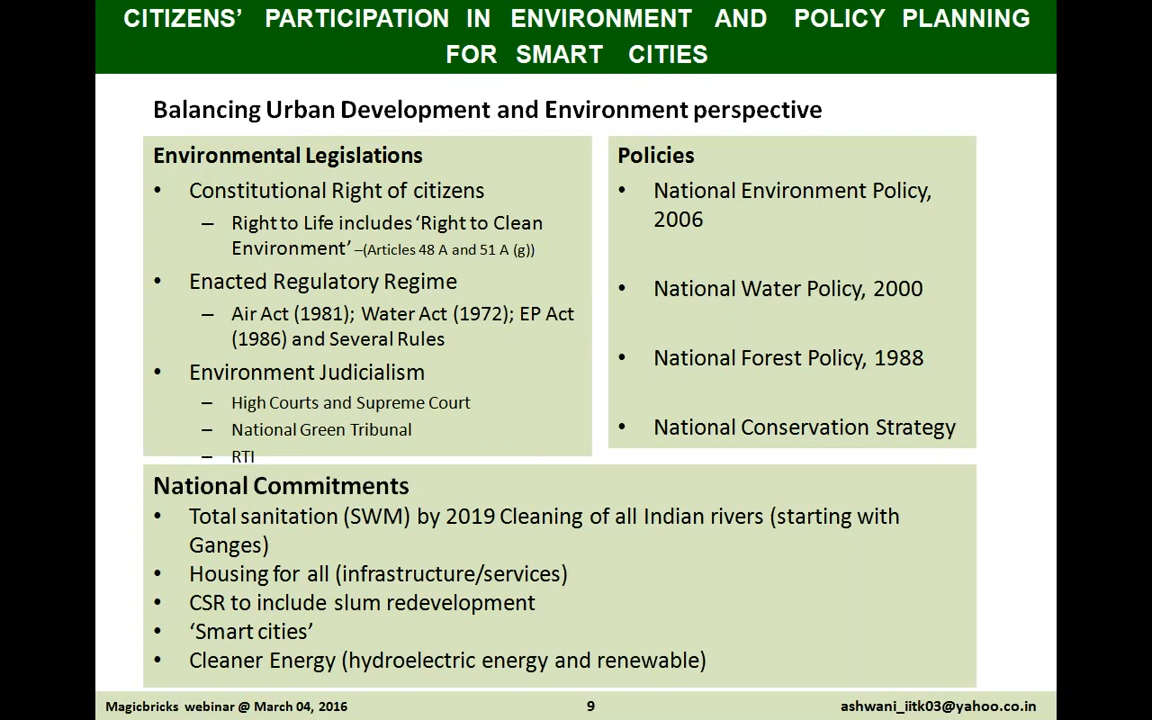 CITIZENS’ PARTICIPATION IN ENVIRONMENT AND POLICY PLANNING
FOR SMART CITIES
Balancing Urban Development and Environment perspective
Environmental Legislations
• Constitutional Right of citizens
– Right to Life includes ‘Right to Clean
Environment’ –(Articles 48 A and 51 A (g))
• Enacted Regulatory Regime
– Air Act (1981); Water Act (1972); EP Act
(1986) and Several Rules
• Environment Judicialism
– High Courts and Supreme Court
– National Green Tribunal
– RTI
Policies
• National Environment Policy,
2006
• National Water Policy, 2000
• National Forest Policy, 1988
• National Conservation Strategy
National Commitments
• Total sanitation (SWM) by 2019 Cleaning of all Indian rivers (starting with
Ganges)
• Housing for all (infrastructure/services)
• CSR to include slum redevelopment
• ‘Smart cities’
• Cleaner Energy (hydroelectric energy and renewable)
Magicbricks webinar @ March 04, 2016
9
ashwani_iitk03@yahoo.co.in